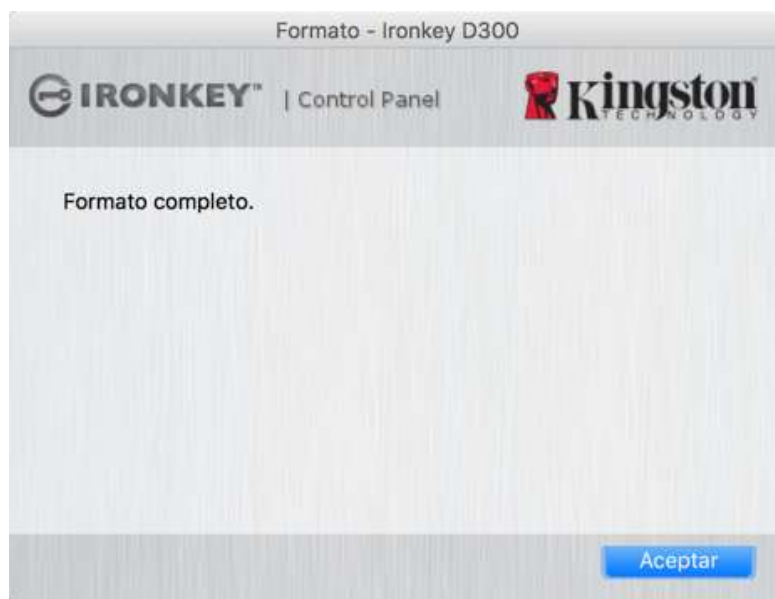 Formato - Ironkey D300
IRONKEY™ | Control Panel
Kingston
TECHNOLOGY
Formato completo.
Aceptar